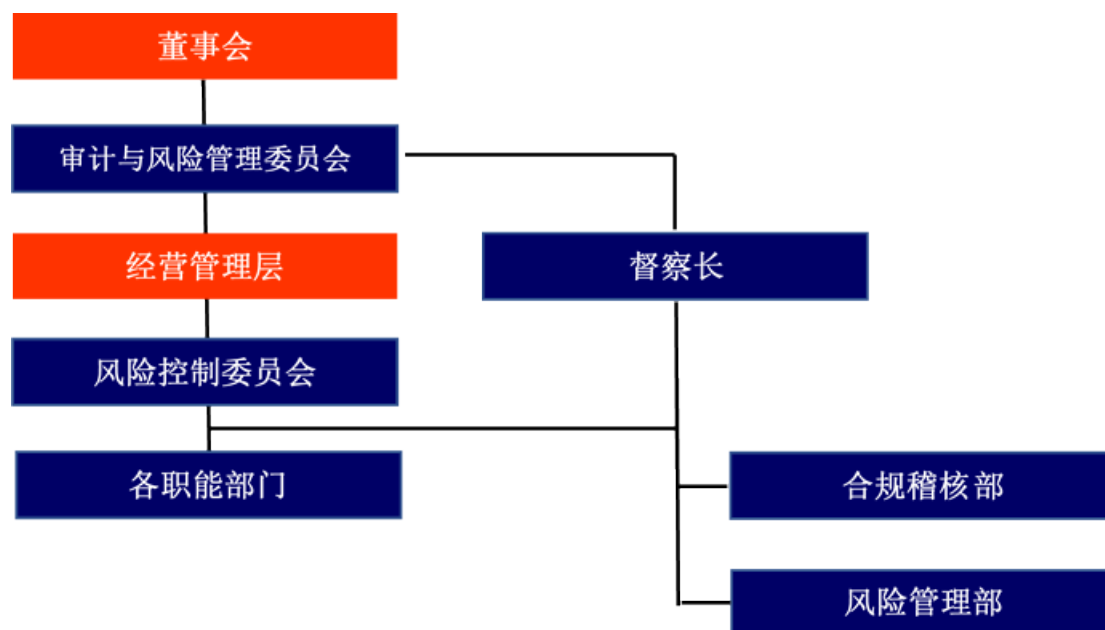 董事会
审计与风险管理委员会
经营管理层
督察长
风险控制委员会
各职能部门
合规稽核部
风险管理部